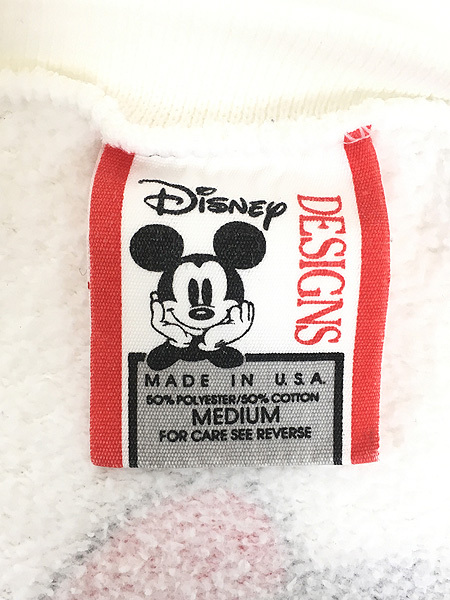 Disney
DESIGNS
MADE IN U.S.A.
50% POLYESTER/50% COTTON
MEDIUM
FOR CARE SEE REVERSE